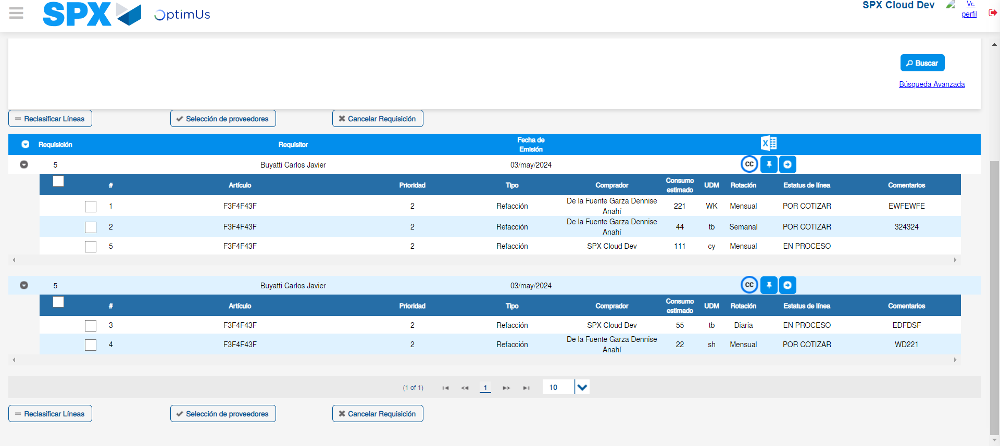 SPX OptimUs SPX Cloud Dev Ve
perfil
Buscar
Búsqueda Avanzada
Reclasificar Líneas Selección de proveedores Cancelar Requisición
Requisición Requisitor Fecha de Emisión
5 Buyatti Carlos Javier 03/may/2024 CC
# Artículo Prioridad Tipo Comprador Consumo estimado UDM Rotación Estatus de línea Comentarios
1 F3F4F43F 2 Refacción De la Fuente Garza Dennise Anahí 221 WK Mensual POR COTIZAR EWFEWFE
2 F3F4F43F 2 Refacción De la Fuente Garza Dennise Anahí 44 tb Semanal POR COTIZAR 324324
5 F3F4F43F 2 Refacción SPX Cloud Dev 111 cy Mensual EN PROCESO
5 Buyatti Carlos Javier 03/may/2024 CC
# Artículo Prioridad Tipo Comprador Consumo estimado UDM Rotación Estatus de línea Comentarios
3 F3F4F43F 2 Refacción SPX Cloud Dev 55 tb Diaria EN PROCESO EDFDSF
4 F3F4F43F 2 Refacción De la Fuente Garza Dennise Anahí 22 sh Mensual POR COTIZAR WD221
(1 of 1) 1 10
Reclasificar Líneas Selección de proveedores Cancelar Requisición